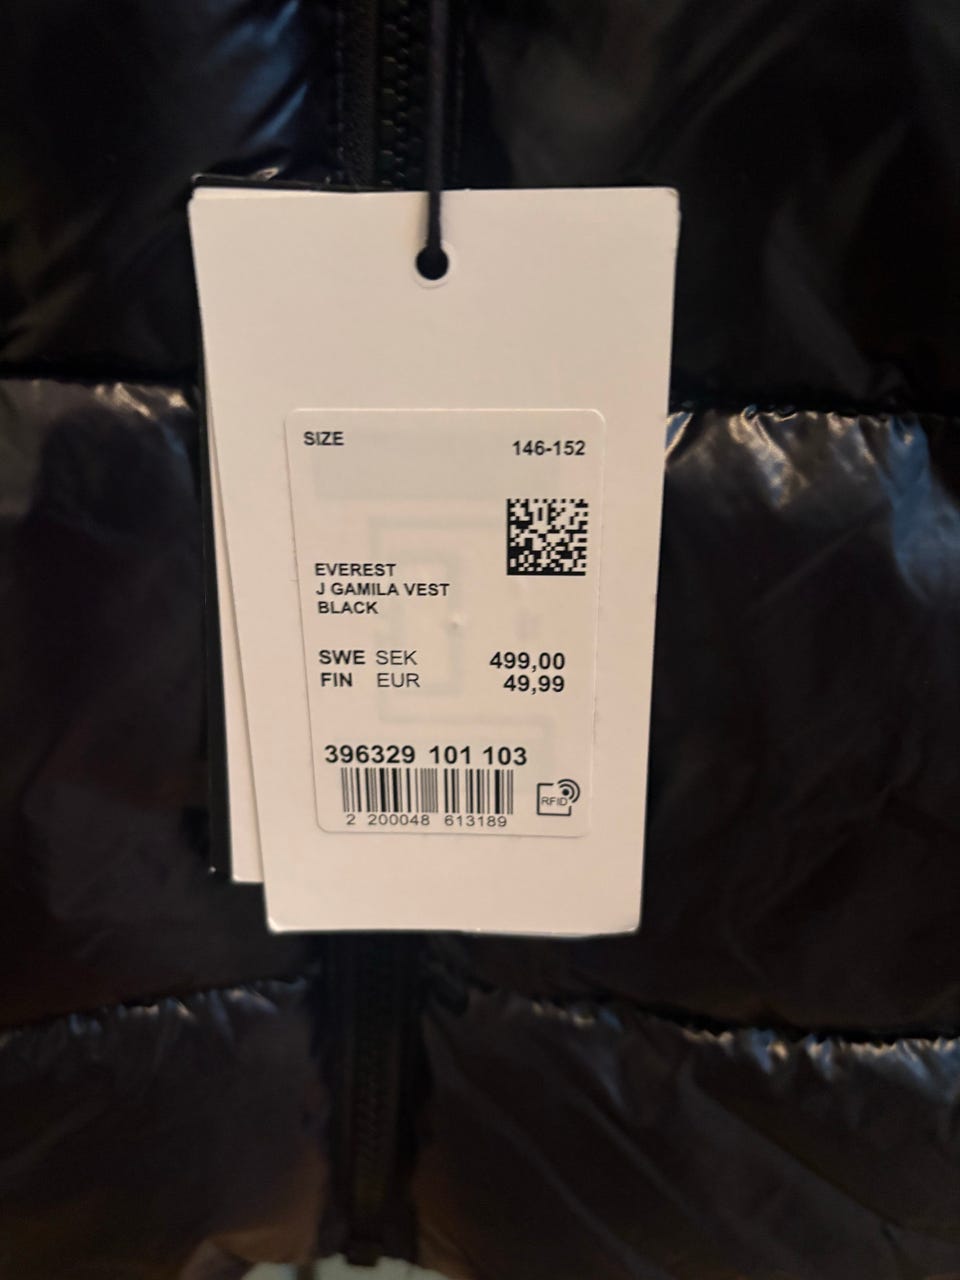 SIZE 146-152
EVEREST
J GAMILA VEST
BLACK
SWE SEK 499,00
FIN EUR 49,99
396329 101 103
2 200048 613189
RFID